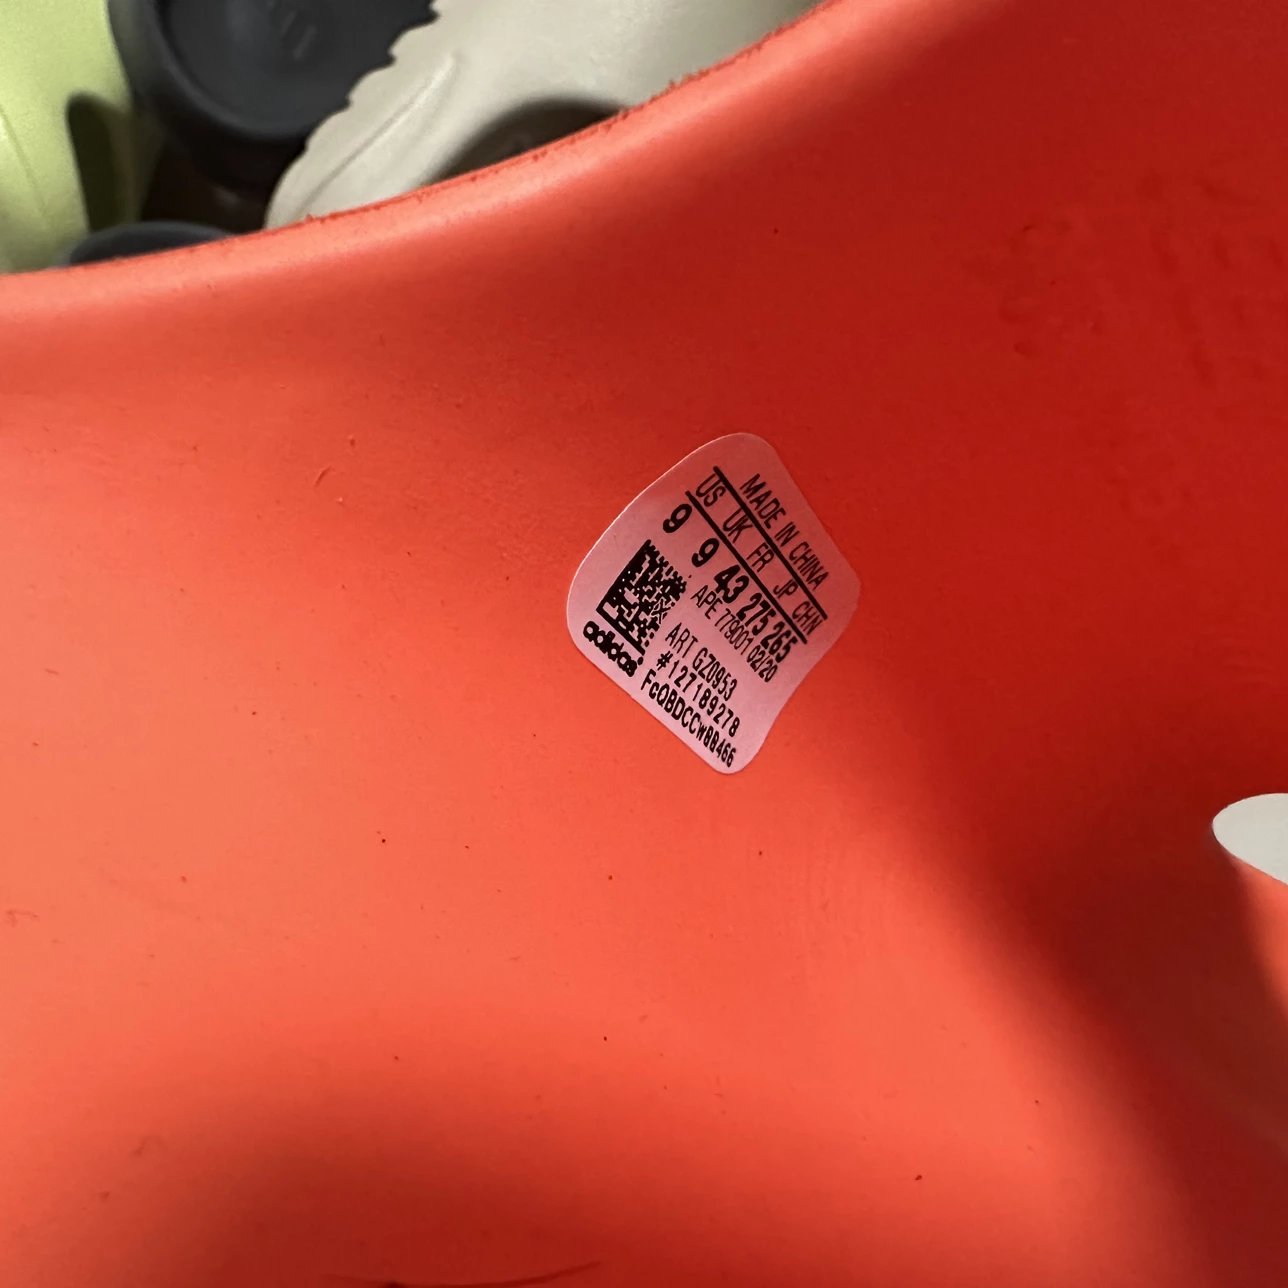 MADE IN CHINA
US UK FR JP CHN
9 9 43 275 265
APE 779001 02/20
ART GZ0953
#127189278
FcQBDCCwBB466
adidas